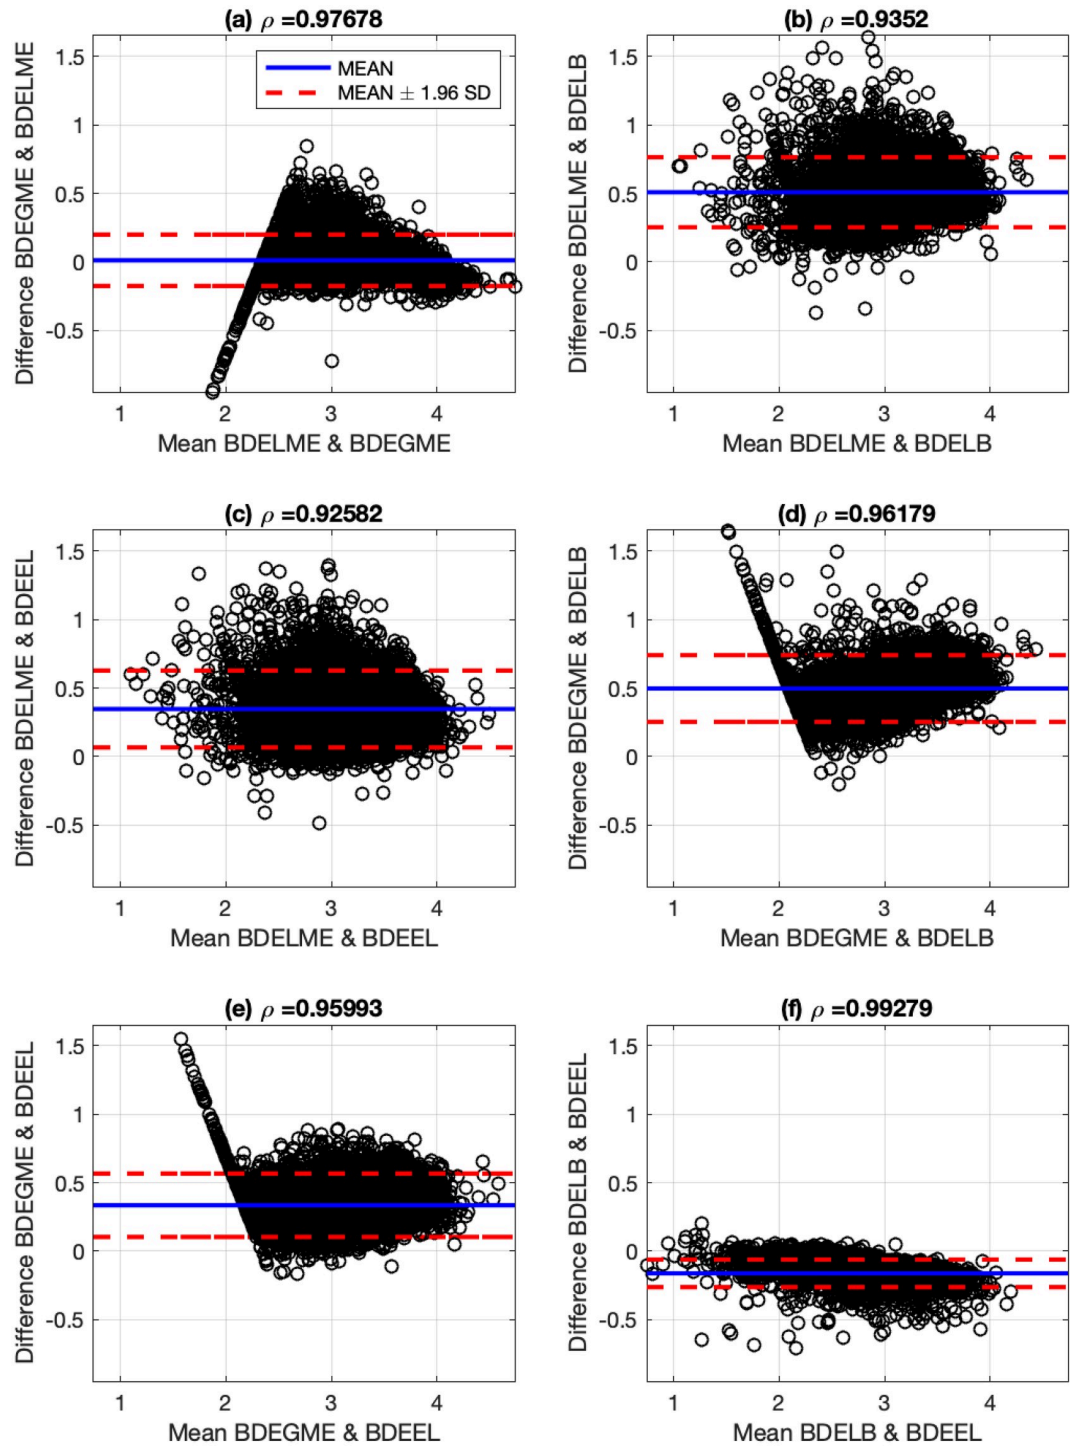 (a) ρ =0.97678
Difference BDEGME & BDELME
1.5
1
0.5
0
-0.5
MEAN
MEAN ± 1.96 SD
1 2 3 4
Mean BDELME & BDEGME
(b) ρ =0.9352
Difference BDELME & BDELB
1.5
1
0.5
0
-0.5
1 2 3 4
Mean BDELME & BDELB
(c) ρ =0.92582
Difference BDELME & BDEEL
1.5
1
0.5
0
-0.5
1 2 3 4
Mean BDELME & BDEEL
(d) ρ =0.96179
Difference BDEGME & BDELB
1.5
1
0.5
0
-0.5
1 2 3 4
Mean BDEGME & BDELB
(e) ρ =0.95993
Difference BDEGME & BDEEL
1.5
1
0.5
0
-0.5
1 2 3 4
Mean BDEGME & BDEEL
(f) ρ =0.99279
Difference BDELB & BDEEL
1.5
1
0.5
0
-0.5
1 2 3 4
Mean BDELB & BDEEL